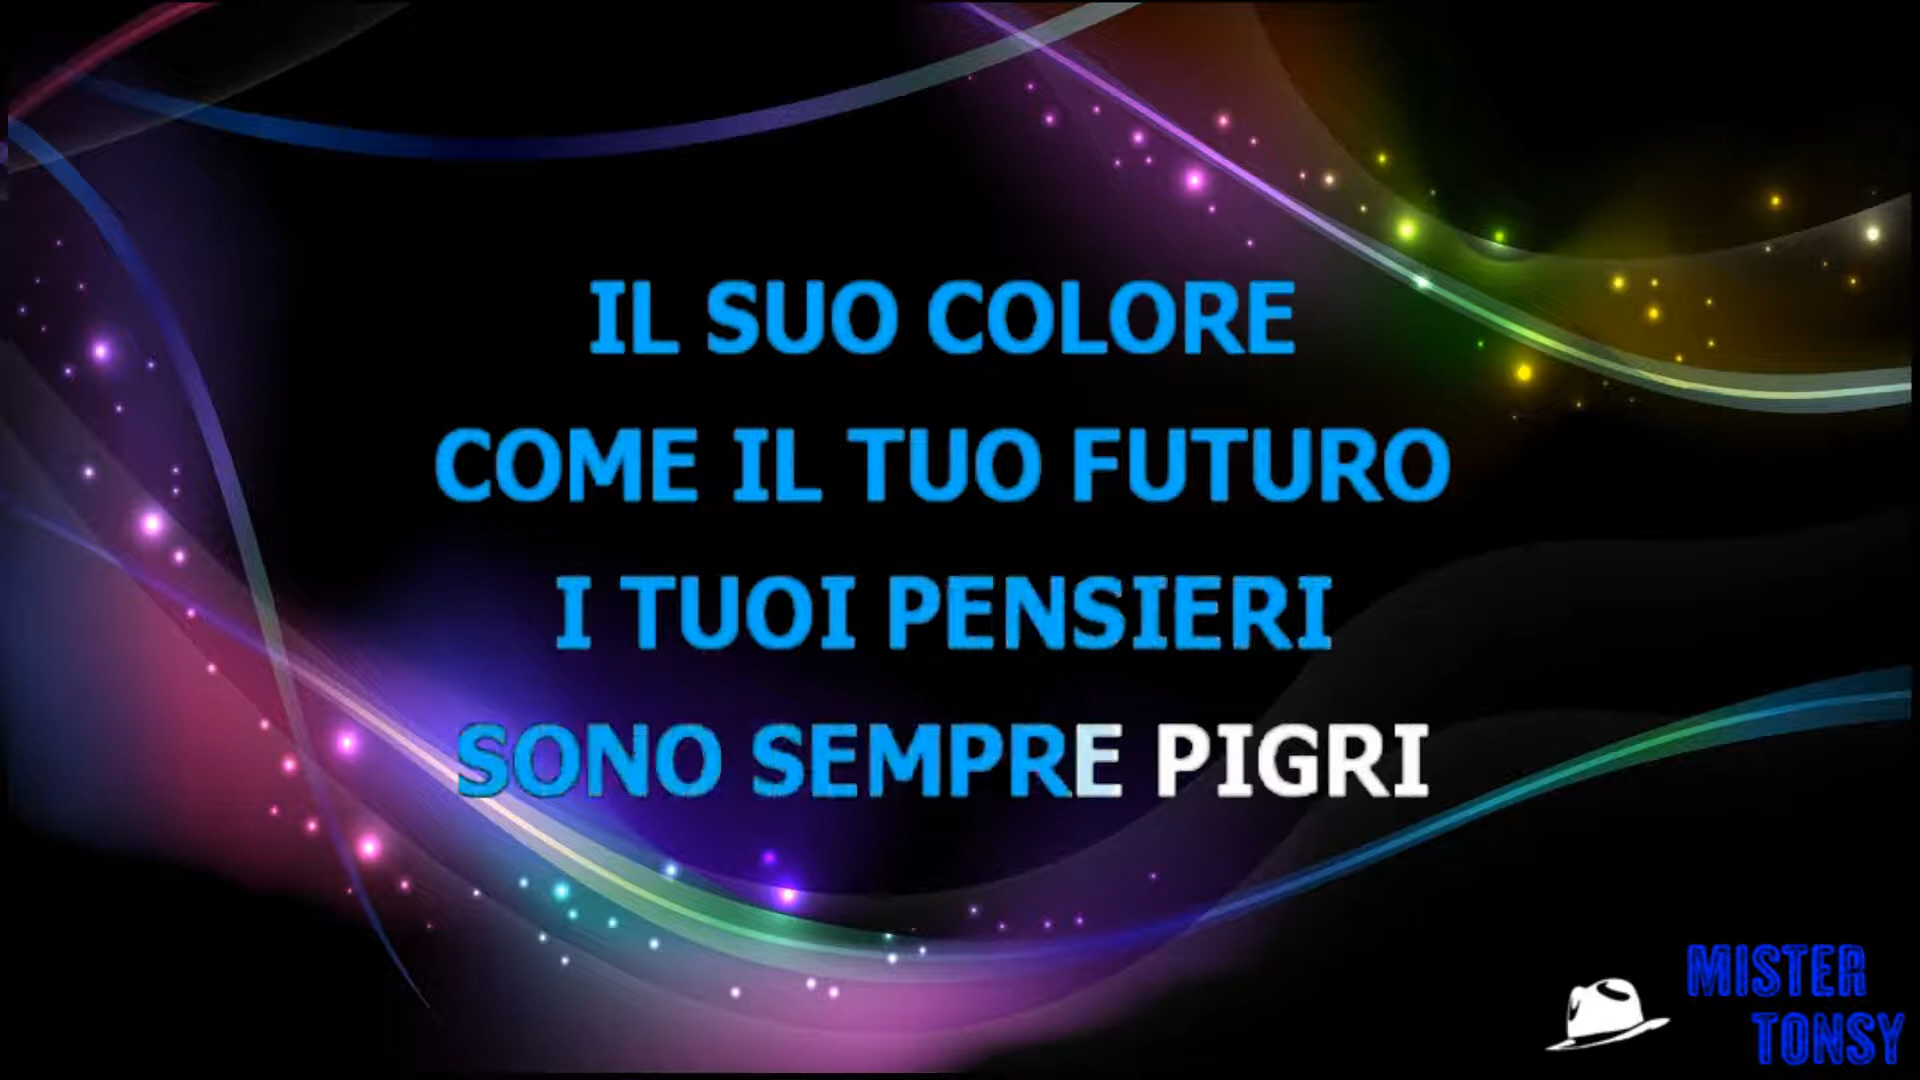 IL SUO COLORE
COME IL TUO FUTURO
I TUOI PENSIERI
SONO SEMPRE PIGRI
MISTER
TONSY